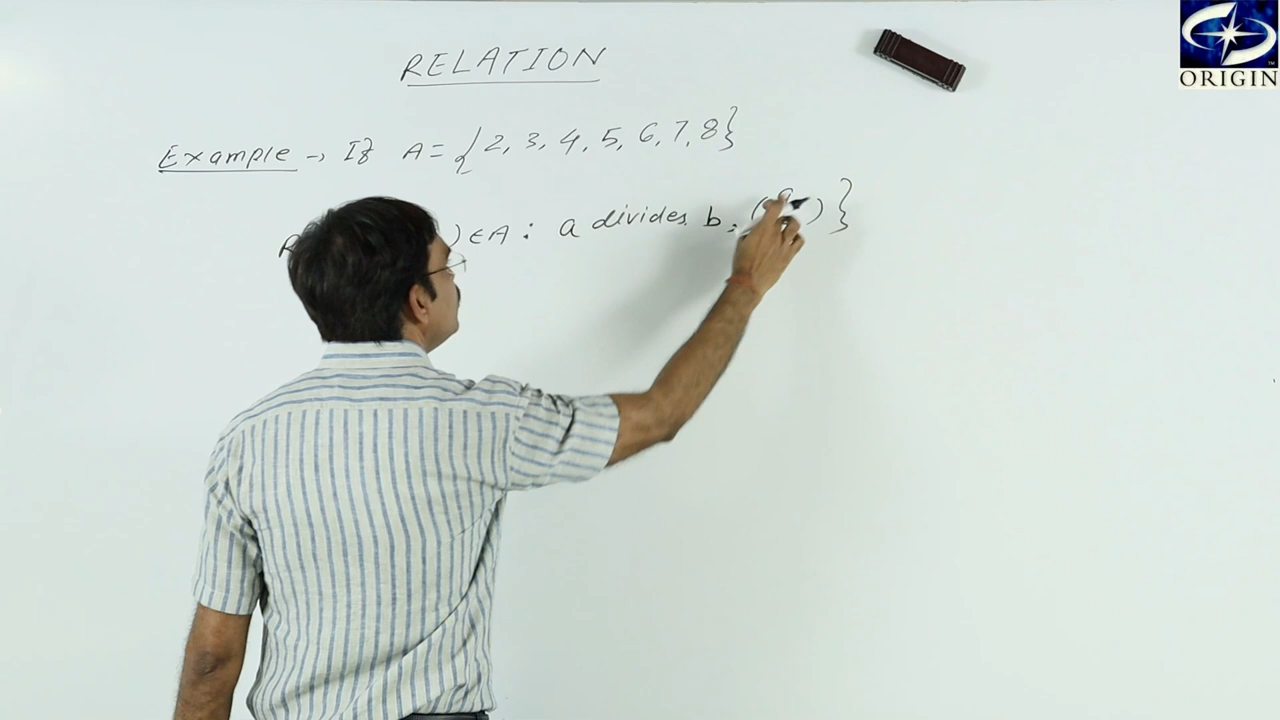 RELATION
ORIGIN
Example → If A = {2, 3, 4, 5, 6, 7, 8}
) ∈ A : a divides b, ( ) }